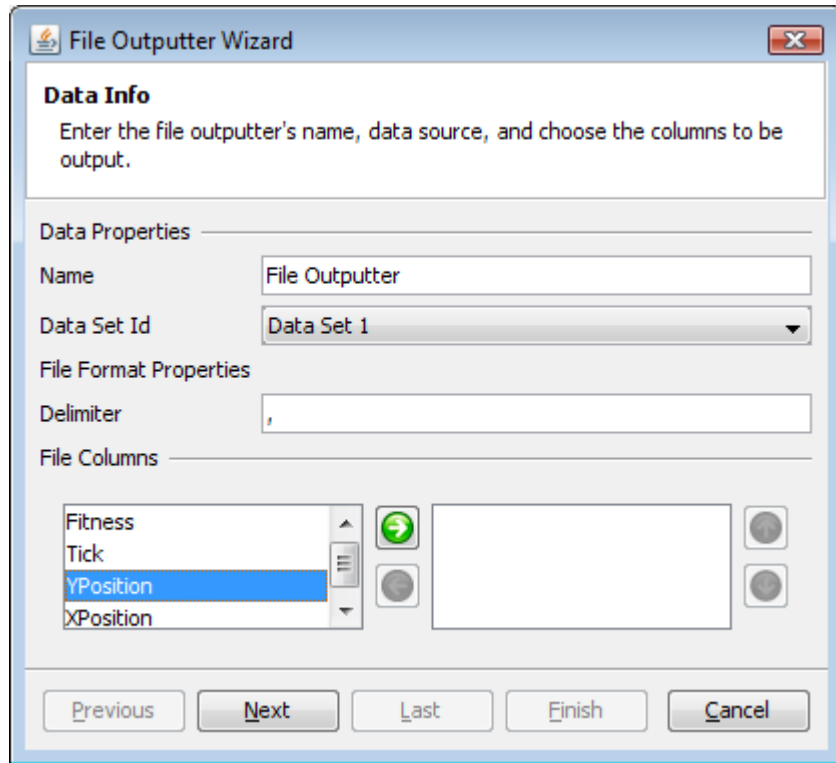 File Outputter Wizard
Data Info
Enter the file outputter's name, data source, and choose the columns to be
output.
Data Properties
Name File Outputter
Data Set Id Data Set 1
File Format Properties
Delimiter ,
File Columns
Fitness
Tick
YPosition
XPosition
Previous Next Last Finish Cancel